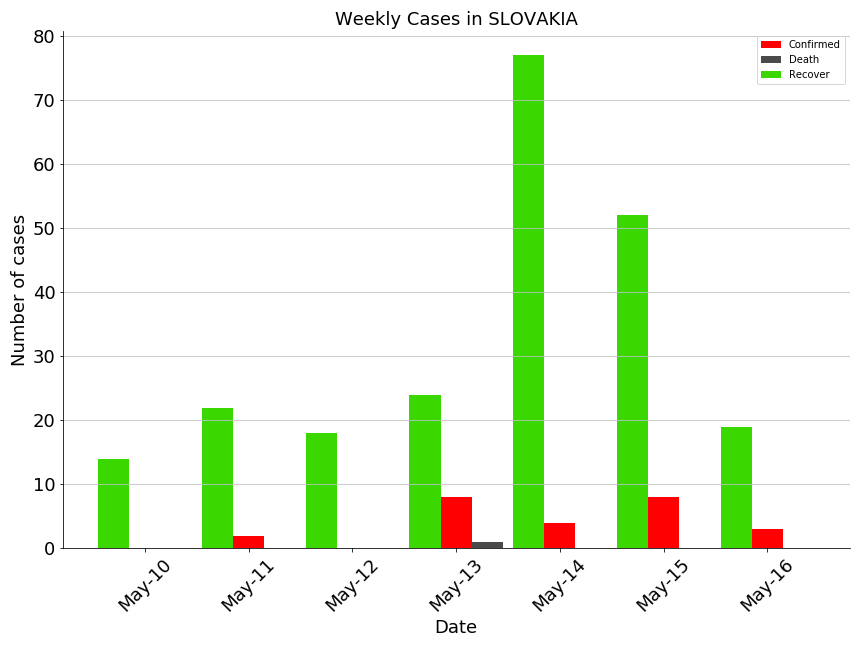 Weekly Cases in SLOVAKIA
Confirmed
Death
Recover
Number of cases
80
70
60
50
40
30
20
10
0
May-10
May-11
May-12
May-13
May-14
May-15
May-16
Date